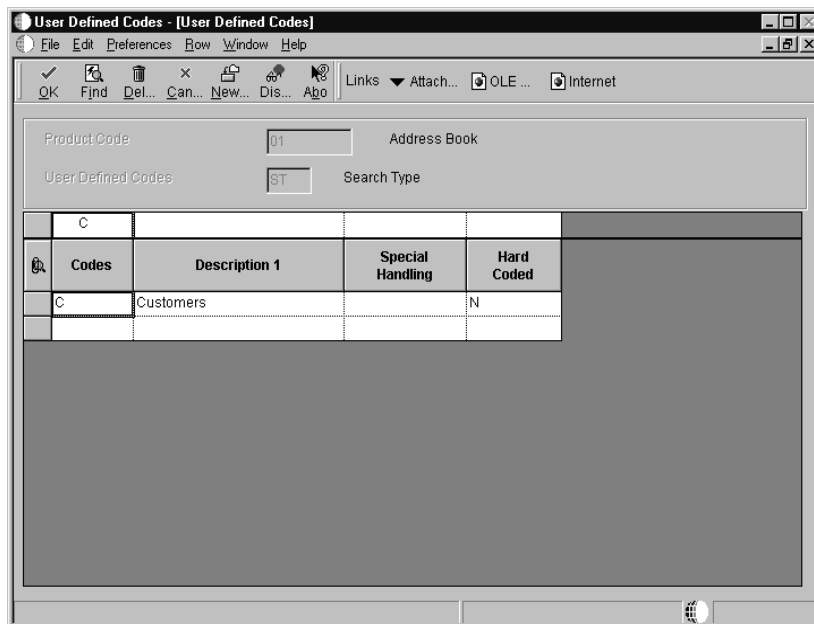 User Defined Codes - [User Defined Codes]
File Edit Preferences Row Window Help
OK Find Del... Can... New... Dis... Abo Links Attach... OLE ... Internet
Product Code 01 Address Book
User Defined Codes ST Search Type
C
Codes Description 1 Special Handling Hard Coded
C Customers N